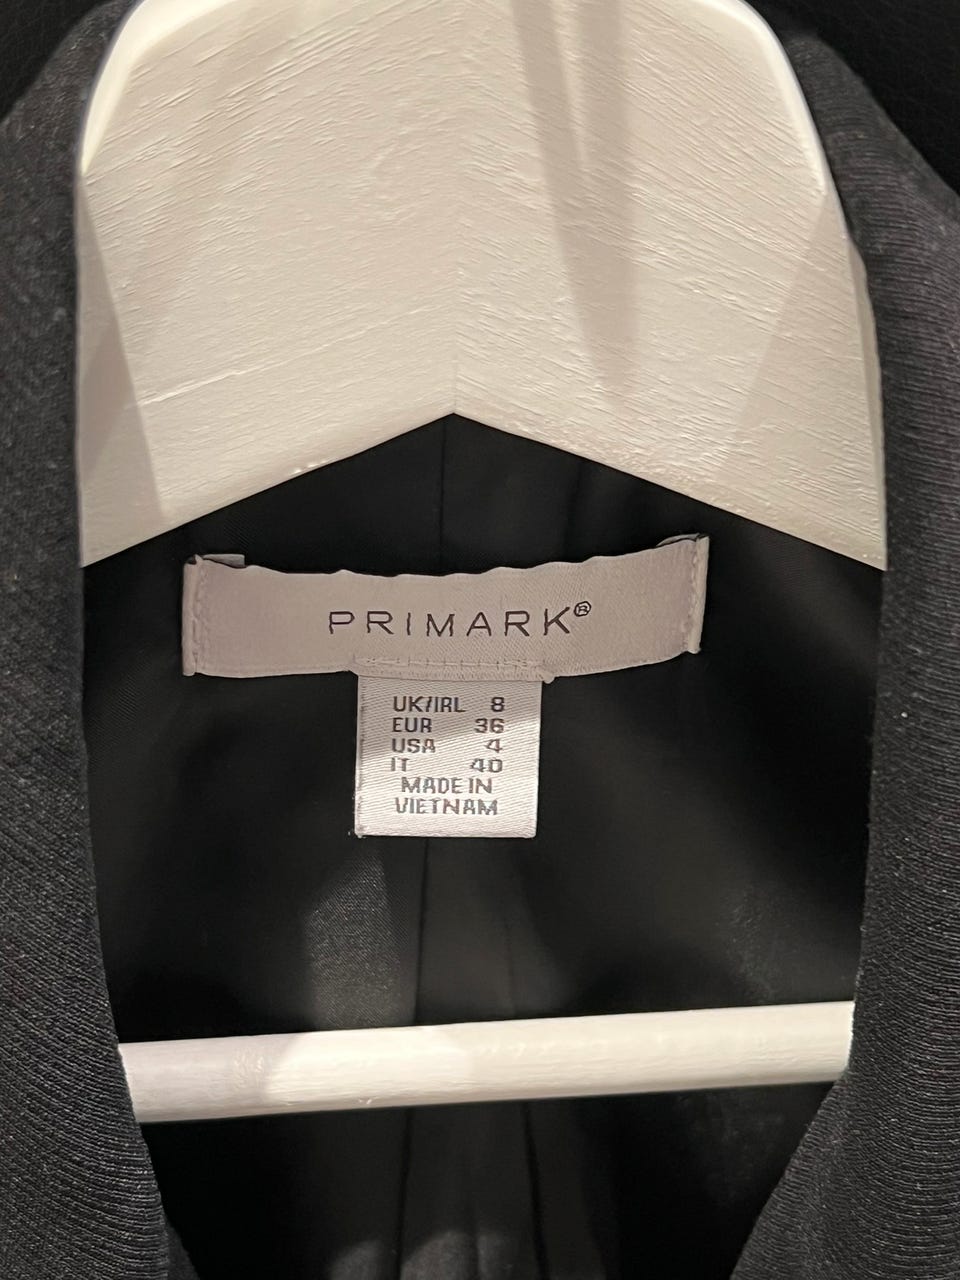 PRIMARK®
UK/IRL 8
EUR 36
USA 4
IT 40
MADE IN
VIETNAM